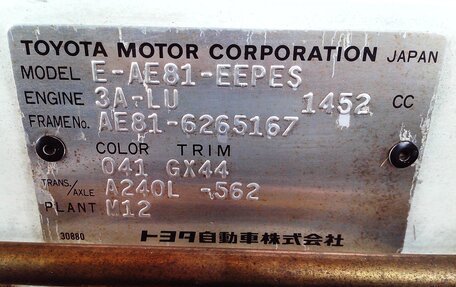 TOYOTA MOTOR CORPORATION JAPAN
MODEL E-AE81-EEPES
ENGINE 3A-LU 1452 CC
FRAME No. AE81-6265167
COLOR TRIM
041 GX44
TRANS/AXLE A240L -562
PLANT M12
30880 トヨタ自動車株式会社